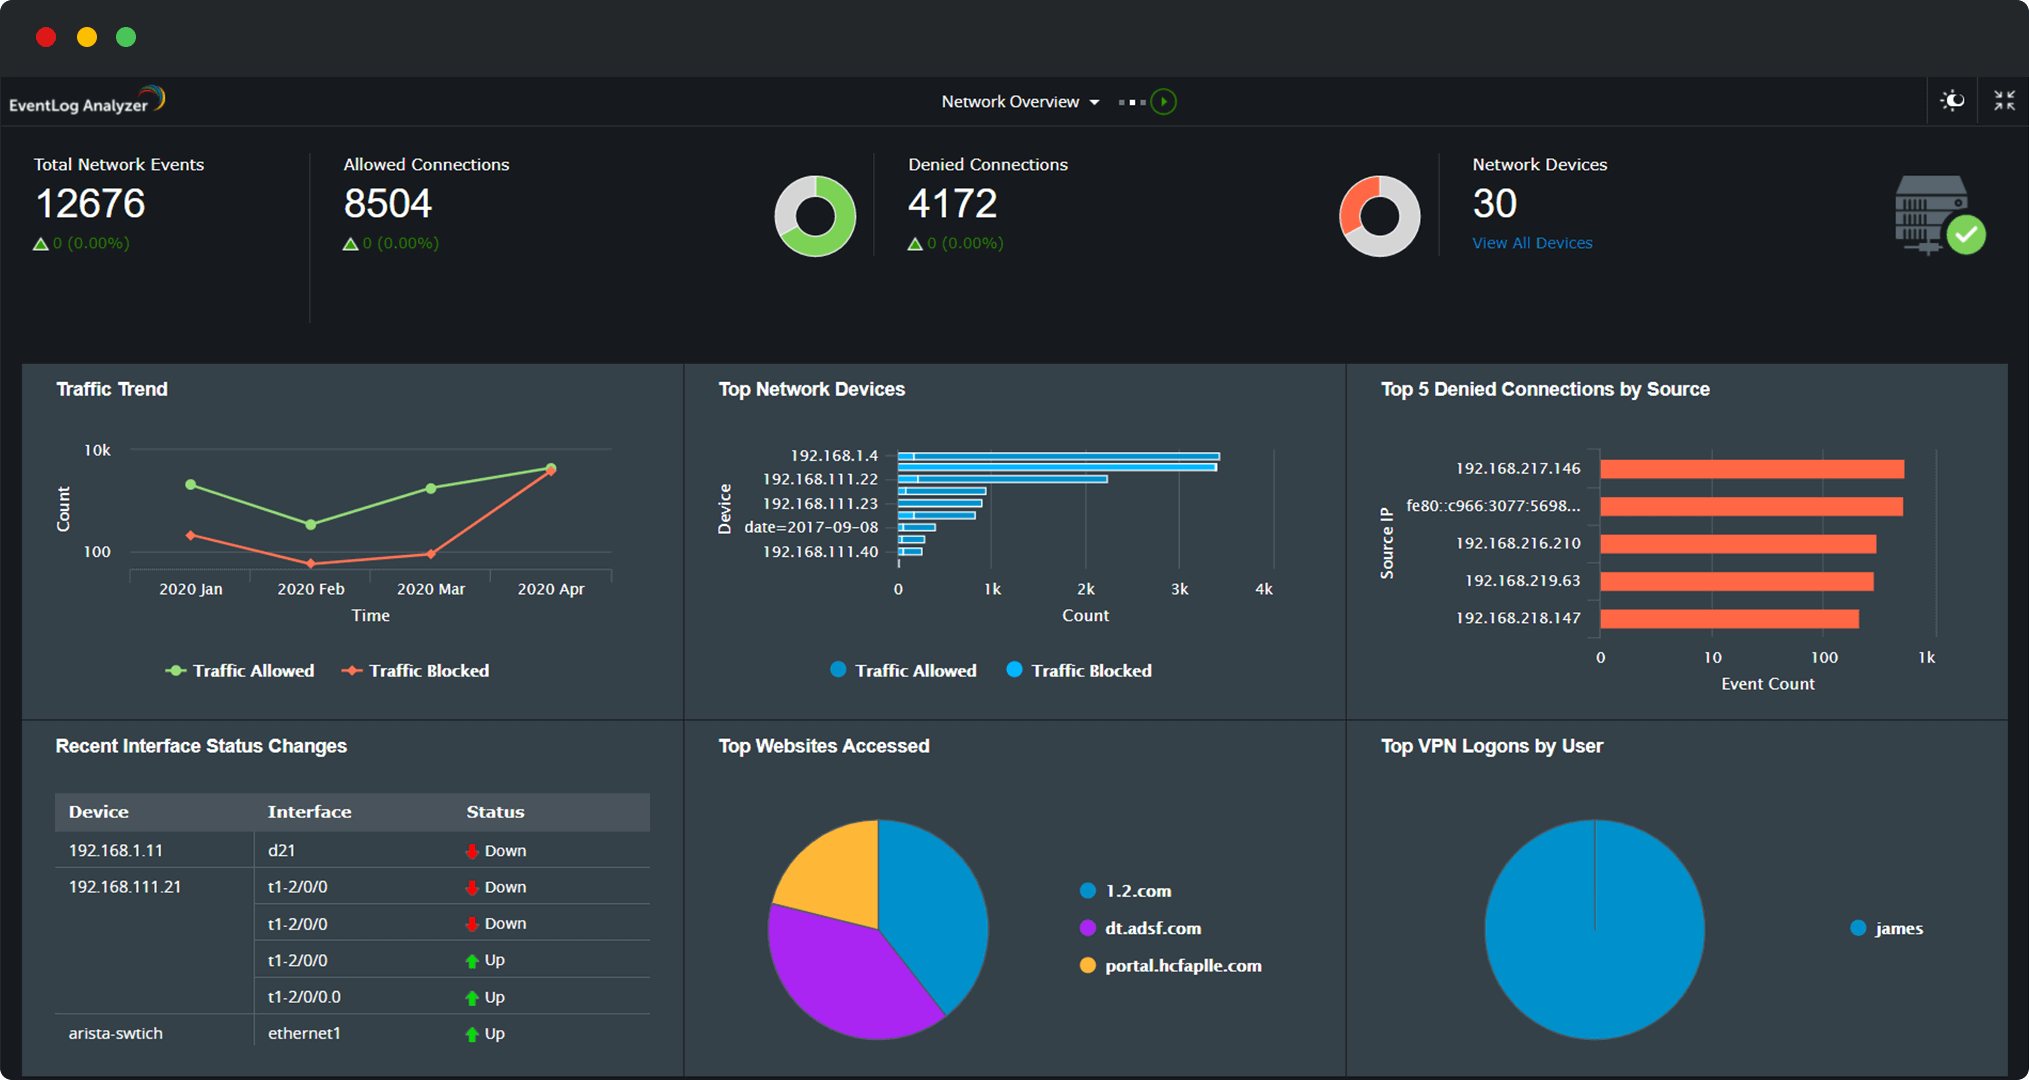 EventLog Analyzer
Network Overview
Total Network Events
12676
0 (0.00%)
Allowed Connections
8504
0 (0.00%)
Denied Connections
4172
0 (0.00%)
Network Devices
30
View All Devices
Traffic Trend
Count
10k
100
2020 Jan 2020 Feb 2020 Mar 2020 Apr
Time
Traffic Allowed Traffic Blocked
Top Network Devices
Device
192.168.1.4
192.168.111.22
192.168.111.23
date=2017-09-08
192.168.111.40
0 1k 2k 3k 4k
Count
Traffic Allowed Traffic Blocked
Top 5 Denied Connections by Source
Source IP
192.168.217.146
fe80::c966:3077:5698...
192.168.216.210
192.168.219.63
192.168.218.147
0 10 100 1k
Event Count
Recent Interface Status Changes
Device Interface Status
192.168.1.11 d21 Down
192.168.111.21 t1-2/0/0 Down
t1-2/0/0 Down
t1-2/0/0 Up
t1-2/0/0.0 Up
arista-swtich ethernet1 Up
Top Websites Accessed
1.2.com
dt.adsf.com
portal.hcfaplle.com
Top VPN Logons by User
james